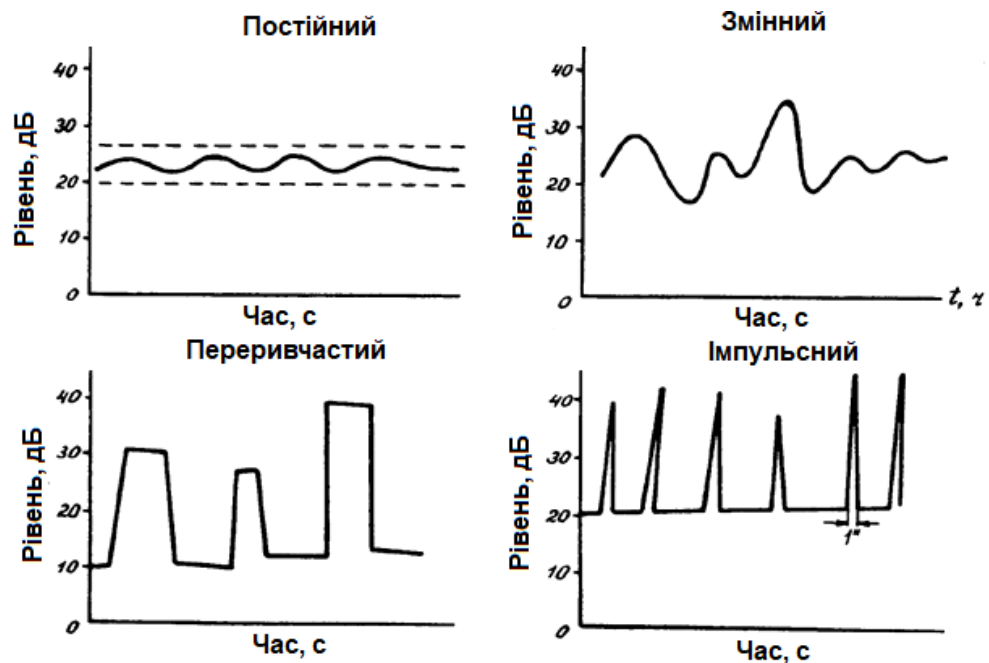 Постійний
40
30
20
10
0
Рівень, дБ
Час, с
Змінний
40
30
20
10
0
Рівень, дБ
t, ч
Час, с
Переривчастий
40
30
20
10
0
Рівень, дБ
Час, с
Імпульсний
40
30
20
10
0
Рівень, дБ
1"
Час, с